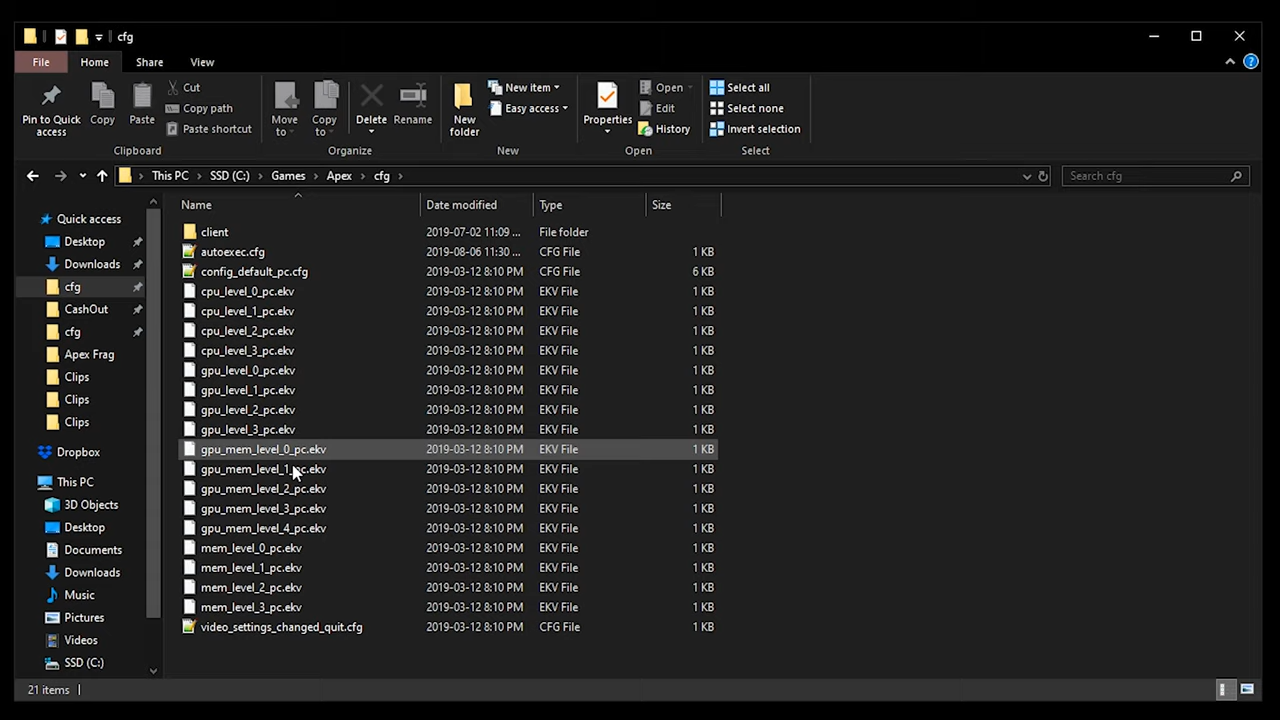 cfg
File Home Share View
Pin to Quick access
Copy
Paste
Cut
Copy path
Paste shortcut
Clipboard
Move to
Copy to
Delete
Rename
Organize
New folder
New item
Easy access
New
Properties
Open
Edit
History
Open
Select all
Select none
Invert selection
Select
This PC > SSD (C:) > Games > Apex > cfg >
Search cfg
Quick access
Desktop
Downloads
cfg
CashOut
cfg
Apex Frag
Clips
Clips
Clips
Dropbox
This PC
3D Objects
Desktop
Documents
Downloads
Music
Pictures
Videos
SSD (C:)
Name Date modified Type Size
client 2019-07-02 11:09 ... File folder
autoexec.cfg 2019-08-06 11:30 ... CFG File 1 KB
config_default_pc.cfg 2019-03-12 8:10 PM CFG File 6 KB
cpu_level_0_pc.ekv 2019-03-12 8:10 PM EKV File 1 KB
cpu_level_1_pc.ekv 2019-03-12 8:10 PM EKV File 1 KB
cpu_level_2_pc.ekv 2019-03-12 8:10 PM EKV File 1 KB
cpu_level_3_pc.ekv 2019-03-12 8:10 PM EKV File 1 KB
gpu_level_0_pc.ekv 2019-03-12 8:10 PM EKV File 1 KB
gpu_level_1_pc.ekv 2019-03-12 8:10 PM EKV File 1 KB
gpu_level_2_pc.ekv 2019-03-12 8:10 PM EKV File 1 KB
gpu_level_3_pc.ekv 2019-03-12 8:10 PM EKV File 1 KB
gpu_mem_level_0_pc.ekv 2019-03-12 8:10 PM EKV File 1 KB
gpu_mem_level_1_pc.ekv 2019-03-12 8:10 PM EKV File 1 KB
gpu_mem_level_2_pc.ekv 2019-03-12 8:10 PM EKV File 1 KB
gpu_mem_level_3_pc.ekv 2019-03-12 8:10 PM EKV File 1 KB
gpu_mem_level_4_pc.ekv 2019-03-12 8:10 PM EKV File 1 KB
mem_level_0_pc.ekv 2019-03-12 8:10 PM EKV File 1 KB
mem_level_1_pc.ekv 2019-03-12 8:10 PM EKV File 1 KB
mem_level_2_pc.ekv 2019-03-12 8:10 PM EKV File 1 KB
mem_level_3_pc.ekv 2019-03-12 8:10 PM EKV File 1 KB
video_settings_changed_quit.cfg 2019-03-12 8:10 PM CFG File 1 KB
21 items